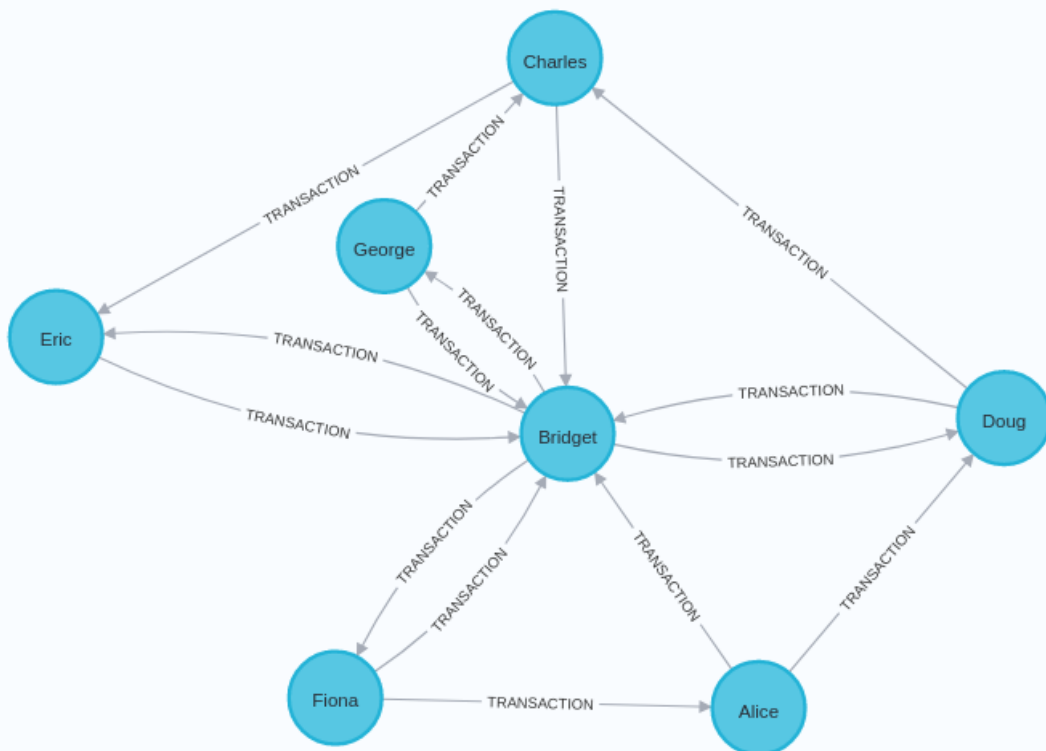 Charles
TRANSACTION
TRANSACTION
TRANSACTION
TRANSACTION
George
TRANSACTION
TRANSACTION
Eric
TRANSACTION
TRANSACTION
TRANSACTION
Bridget
Doug
TRANSACTION
TRANSACTION
TRANSACTION
TRANSACTION
TRANSACTION
Fiona
TRANSACTION
Alice